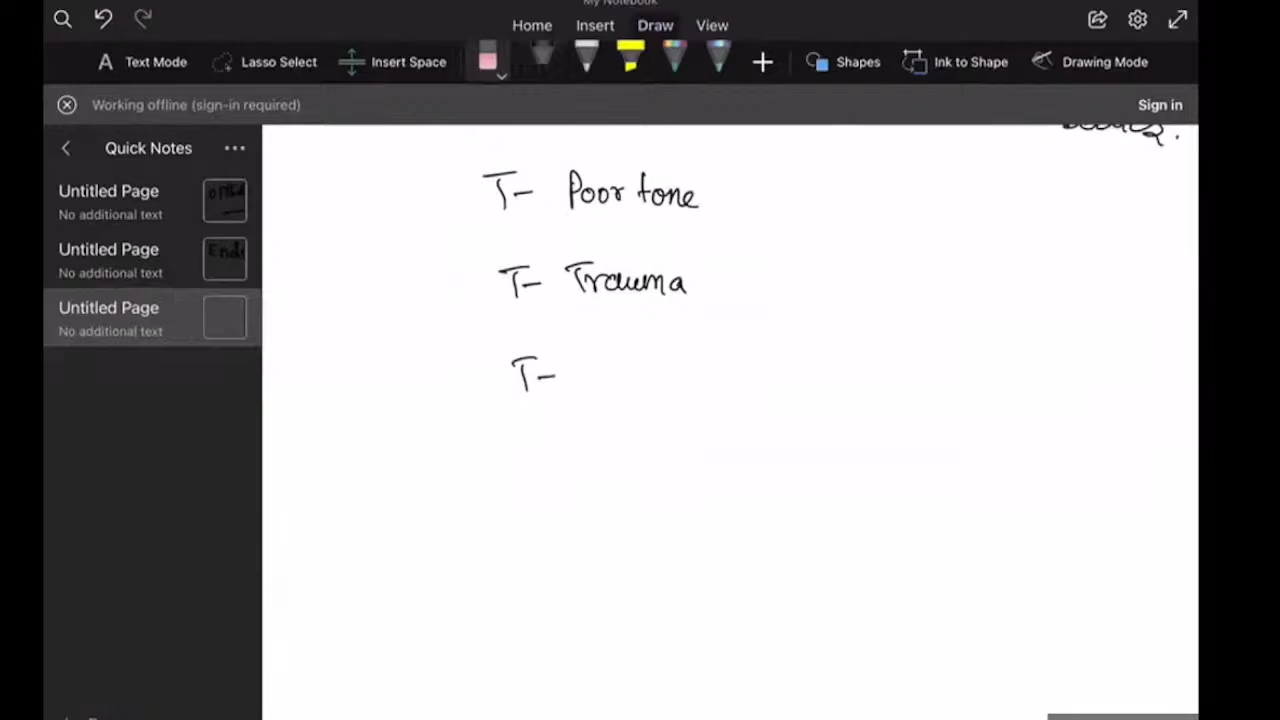 My Notebook
Home Insert Draw View
Text Mode Lasso Select Insert Space Shapes Ink to Shape Drawing Mode
Working offline (sign-in required) Sign in
Quick Notes
Untitled Page
No additional text
Untitled Page
No additional text
Untitled Page
No additional text
T- Poor tone
T- Trauma
T-